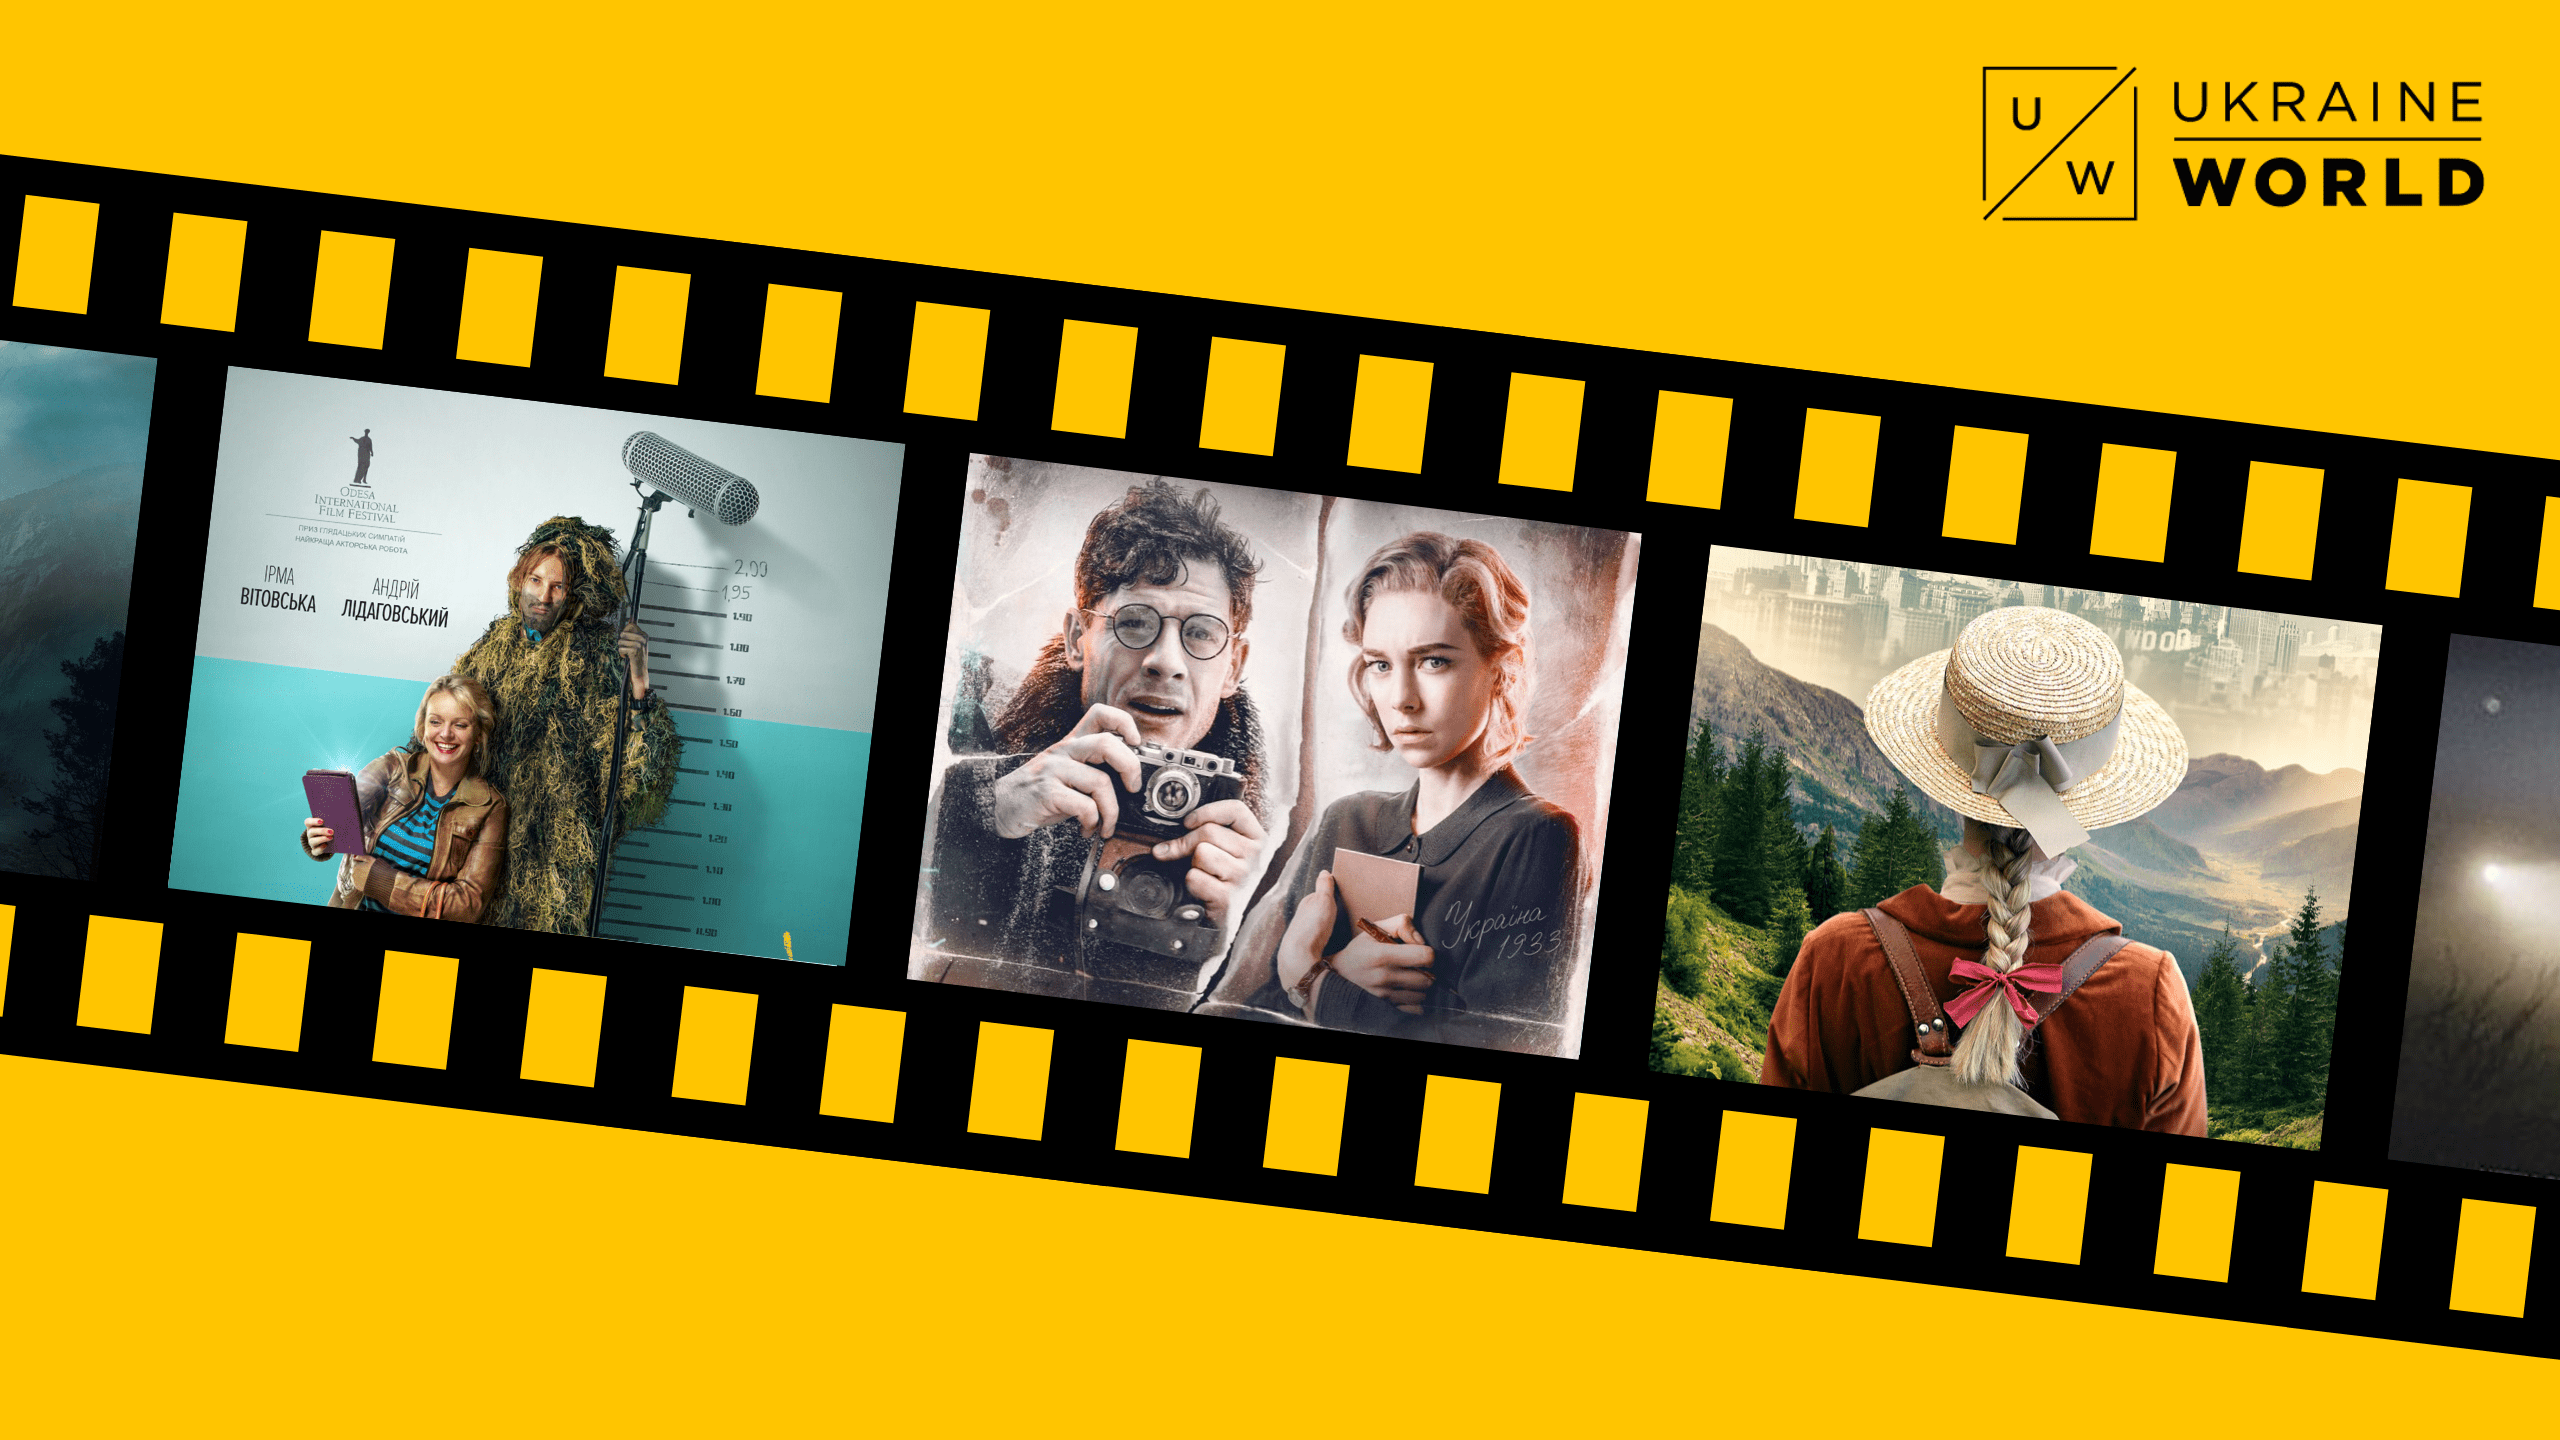 U
W
UKRAINE
WORLD
ODESA
INTERNATIONAL
FILM FESTIVAL
ПРИЗ ГЛЯДАЦЬКИХ СИМПАТІЙ
НАЙКРАЩА АКТОРСЬКА РОБОТА
ІРМА
ВІТОВСЬКА
АНДРІЙ
ЛІДАГОВСЬКИЙ
2,00
1,95
1.90
1.80
1.70
1.60
1.50
1.40
1.30
1.20
1.10
1.00
0.90
Україна
1933
WOOD